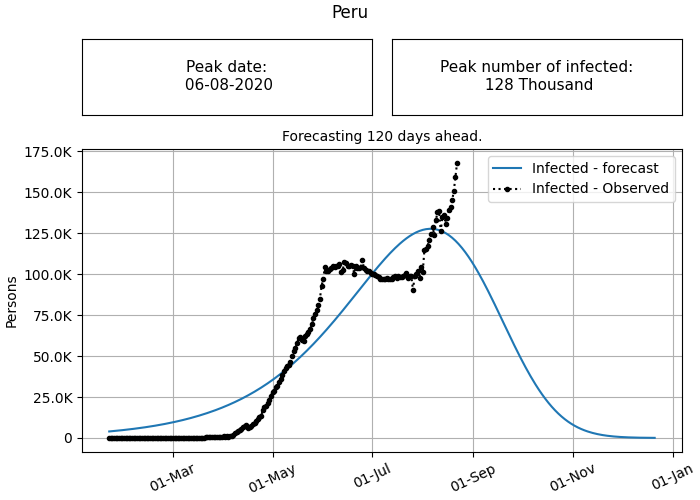 Peru
Peak date:
06-08-2020
Peak number of infected:
128 Thousand
Forecasting 120 days ahead.
175.0K
150.0K
125.0K
100.0K
75.0K
50.0K
25.0K
0
Persons
Infected - forecast
Infected - Observed
01-Mar
01-May
01-Jul
01-Sep
01-Nov
01-Jan